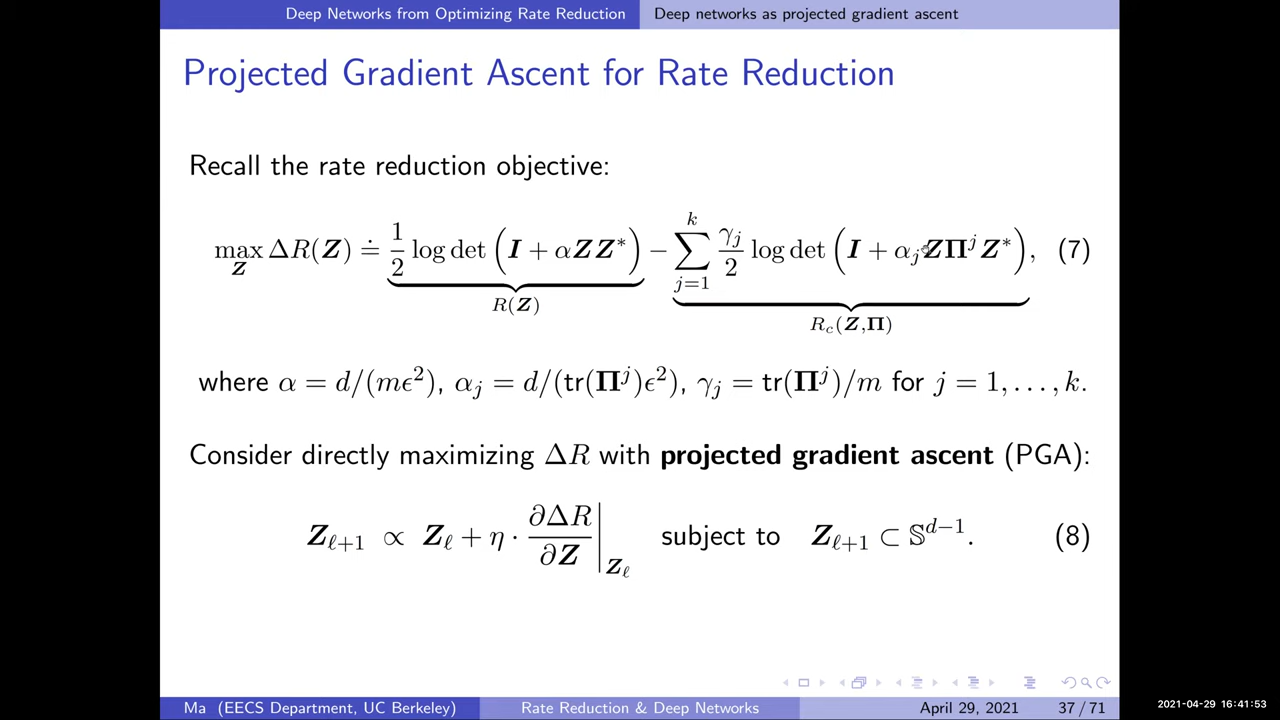 Deep Networks from Optimizing Rate Reduction Deep networks as projected gradient ascent
Projected Gradient Ascent for Rate Reduction
Recall the rate reduction objective:
max_Z ΔR(Z) ≐ 1/2 log det (I + αZZ*) − ∑_{j=1}^{k} γ_j/2 log det (I + α_j ZΠ^j Z*), (7)
R(Z) R_c(Z,Π)
where α = d/(mϵ²), α_j = d/(tr(Π^j)ϵ²), γ_j = tr(Π^j)/m for j = 1, . . . , k.
Consider directly maximizing ΔR with projected gradient ascent (PGA):
Z_{ℓ+1} ∝ Z_ℓ + η · ∂ΔR/∂Z |_{Z_ℓ} subject to Z_{ℓ+1} ⊂ 𝕊^{d−1}. (8)
Ma (EECS Department, UC Berkeley) Rate Reduction & Deep Networks April 29, 2021 37 / 71
2021-04-29 16:41:53